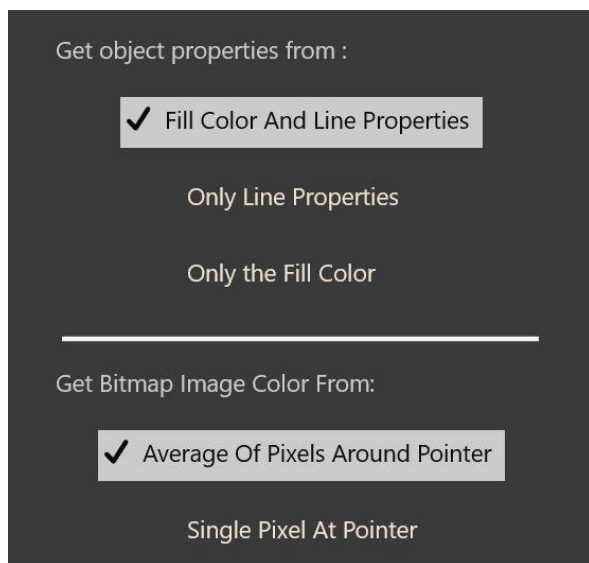 Get object properties from :
Fill Color And Line Properties
Only Line Properties
Only the Fill Color
Get Bitmap Image Color From:
Average Of Pixels Around Pointer
Single Pixel At Pointer